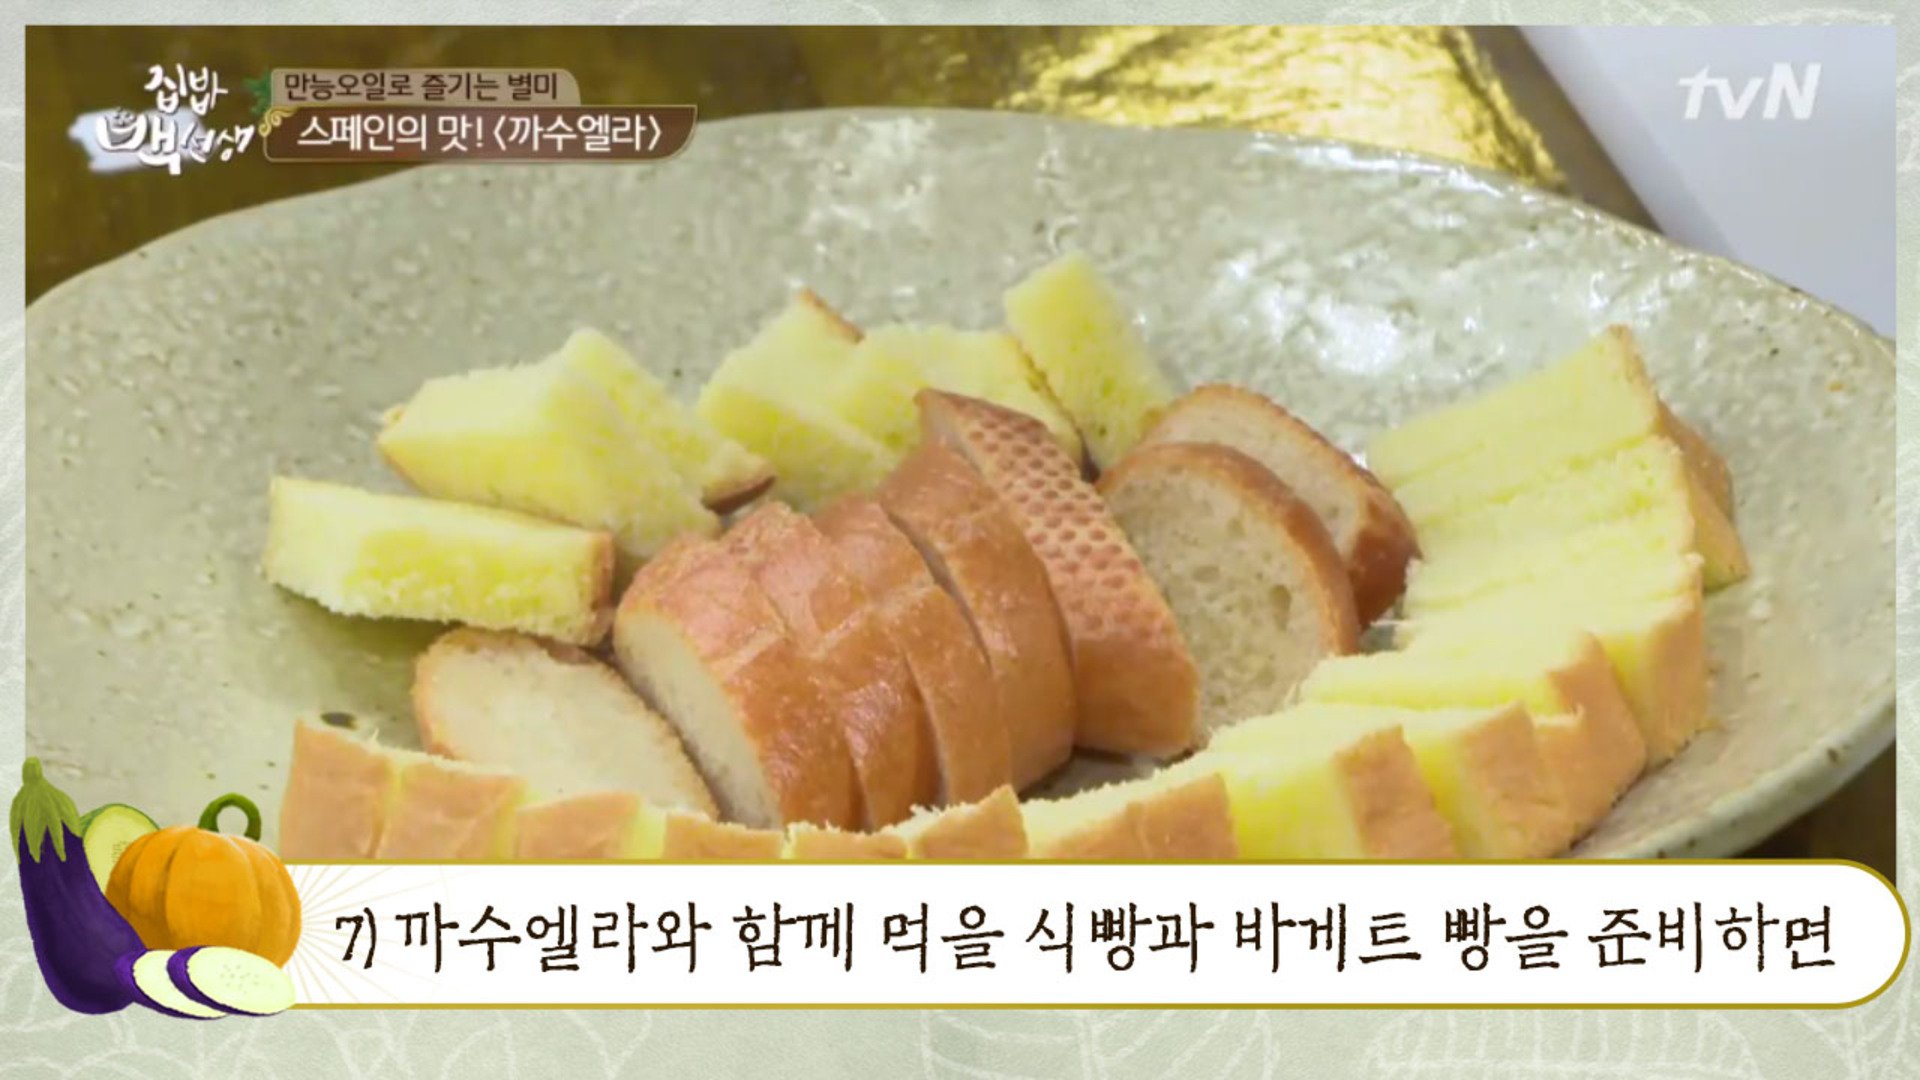 집밥
백선생
만능오일로 즐기는 별미
스페인의 맛! <까수엘라>
tvN
7) 까수엘라와 함께 먹을 식빵과 바게트 빵을 준비하면